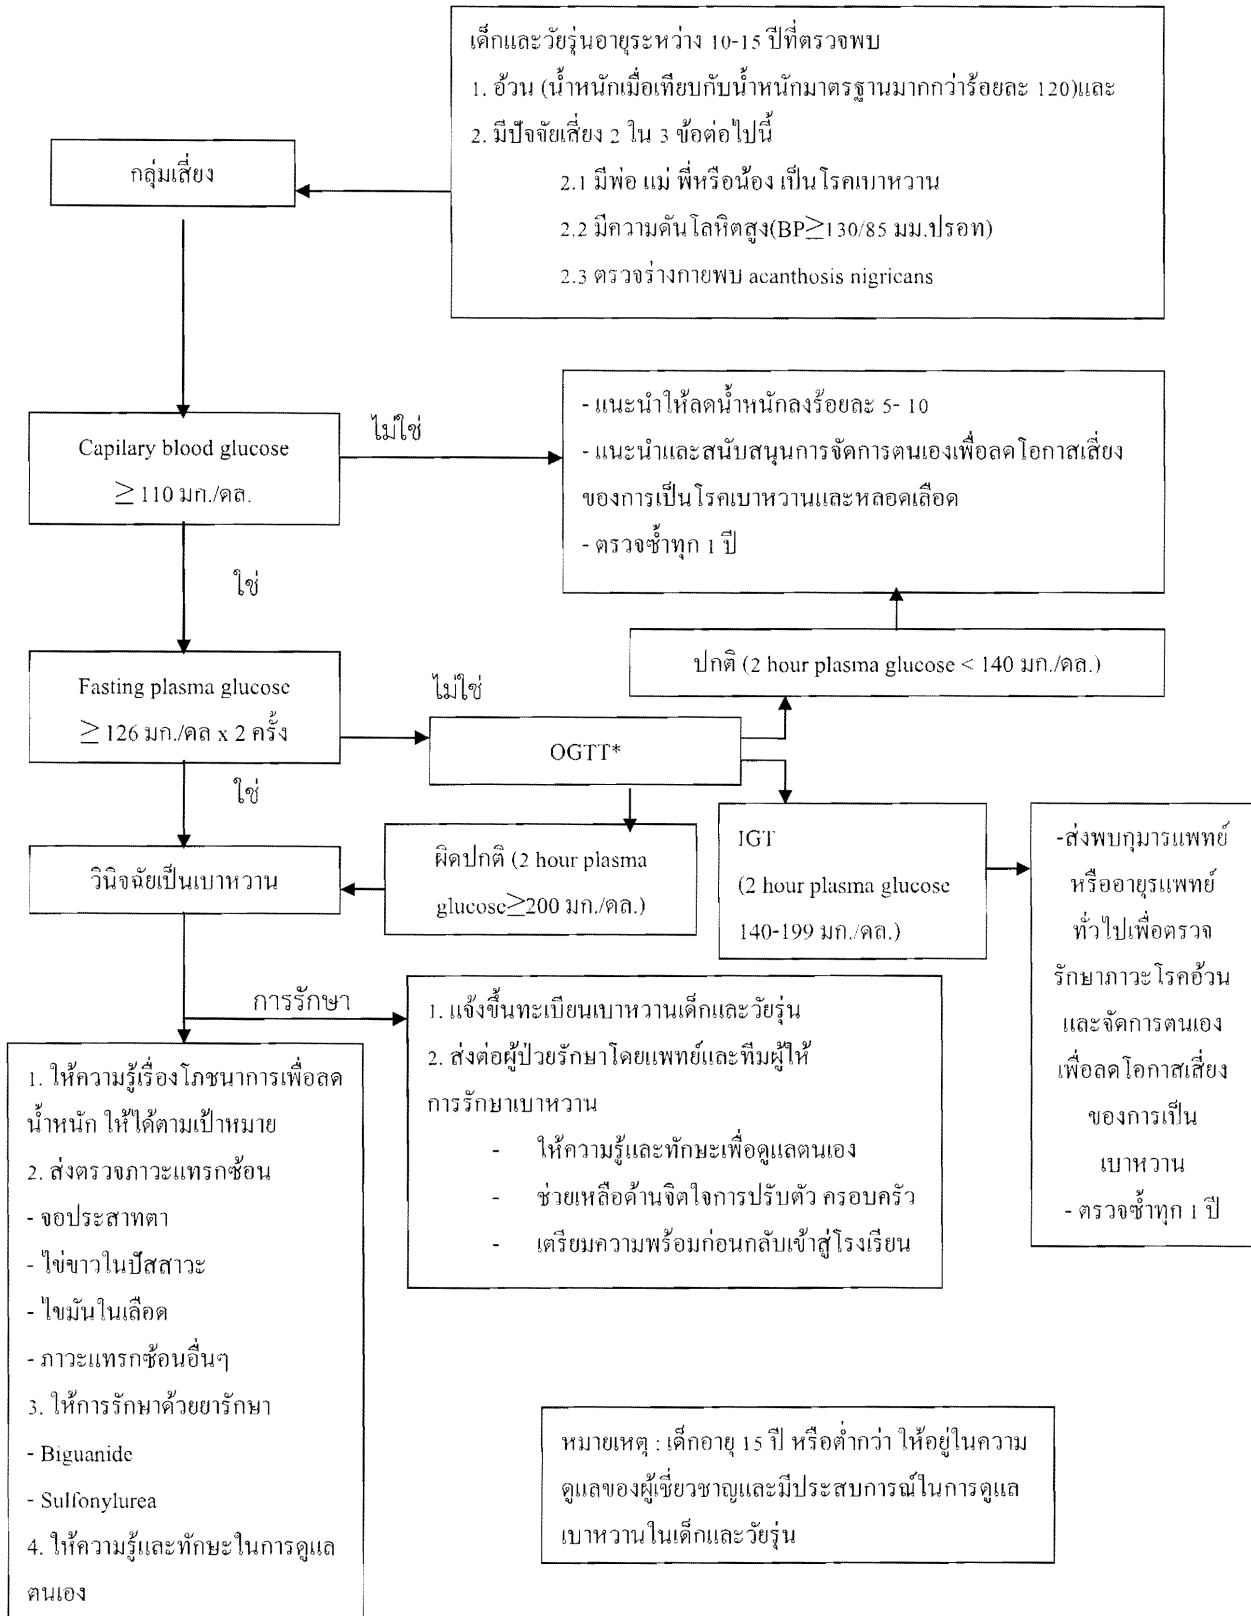 เด็กและวัยรุ่นอายุระหว่าง 10-15 ปีที่ตรวจพบ
1. อ้วน (น้ำหนักเมื่อเทียบกับน้ำหนักมาตรฐานมากกว่าร้อยละ 120)และ
2. มีปัจจัยเสี่ยง 2 ใน 3 ข้อต่อไปนี้
2.1 มีพ่อ แม่ พี่หรือน้อง เป็นโรคเบาหวาน
2.2 มีความดันโลหิตสูง(BP≥130/85 มม.ปรอท)
2.3 ตรวจร่างกายพบ acanthosis nigricans
กลุ่มเสี่ยง
Capilary blood glucose
≥ 110 มก./ดล.
ไม่ใช่
- แนะนำให้ลดน้ำหนักลงร้อยละ 5- 10
- แนะนำและสนับสนุนการจัดการตนเองเพื่อลดโอกาสเสี่ยง
ของการเป็นโรคเบาหวานและหลอดเลือด
- ตรวจซ้ำทุก 1 ปี
ใช่
Fasting plasma glucose
≥ 126 มก./ดล x 2 ครั้ง
ไม่ใช่
OGTT*
ปกติ (2 hour plasma glucose < 140 มก./ดล.)
ใช่
วินิจฉัยเป็นเบาหวาน
ผิดปกติ (2 hour plasma
glucose≥200 มก./ดล.)
IGT
(2 hour plasma glucose
140-199 มก./ดล.)
-ส่งพบกุมารแพทย์
หรืออายุรแพทย์
ทั่วไปเพื่อตรวจ
รักษาภาวะโรคอ้วน
และจัดการตนเอง
เพื่อลดโอกาสเสี่ยง
ของการเป็น
เบาหวาน
- ตรวจซ้ำทุก 1 ปี
การรักษา
1. แจ้งขึ้นทะเบียนเบาหวานเด็กและวัยรุ่น
2. ส่งต่อผู้ป่วยรักษาโดยแพทย์และทีมผู้ให้
การรักษาเบาหวาน
- ให้ความรู้และทักษะเพื่อดูแลตนเอง
- ช่วยเหลือด้านจิตใจการปรับตัว ครอบครัว
- เตรียมความพร้อมก่อนกลับเข้าสู่โรงเรียน
1. ให้ความรู้เรื่องโภชนาการเพื่อลด
น้ำหนัก ให้ได้ตามเป้าหมาย
2. ส่งตรวจภาวะแทรกซ้อน
- จอประสาทตา
- ไข่ขาวในปัสสาวะ
- ไขมันในเลือด
- ภาวะแทรกซ้อนอื่นๆ
3. ให้การรักษาด้วยยารักษา
- Biguanide
- Sulfonylurea
4. ให้ความรู้และทักษะในการดูแล
ตนเอง
หมายเหตุ : เด็กอายุ 15 ปี หรือต่ำกว่า ให้อยู่ในความ
ดูแลของผู้เชี่ยวชาญและมีประสบการณ์ในการดูแล
เบาหวานในเด็กและวัยรุ่น